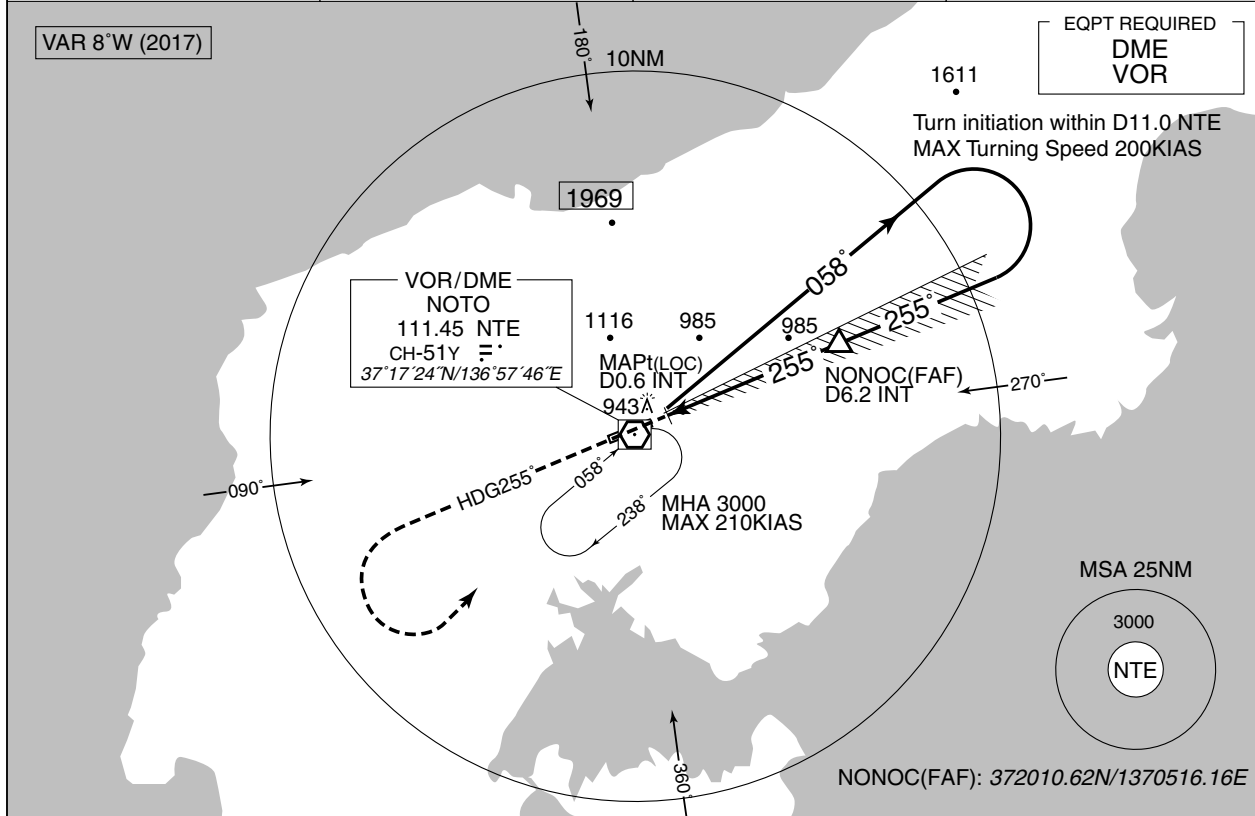 VAR 8°W (2017)
180°
10NM
EQPT REQUIRED
DME
VOR
1611
Turn initiation within D11.0 NTE
MAX Turning Speed 200KIAS
1969
058°
VOR/DME
NOTO
111.45 NTE
CH-51Y
37°17´24˝N/136°57´46˝E
1116
985
985
255°
255°
MAPt(LOC)
D0.6 INT
NONOC(FAF)
D6.2 INT
270°
943
090°
HDG255°
058°
238°
MHA 3000
MAX 210KIAS
MSA 25NM
3000
NTE
360°
NONOC(FAF): 372010.62N/1370516.16E